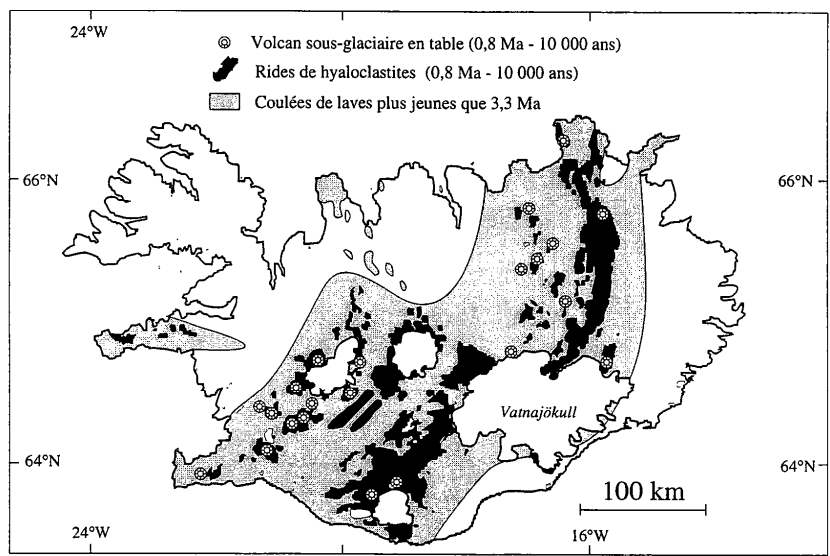 24°W
Volcan sous-glaciaire en table (0,8 Ma - 10 000 ans)
Rides de hyaloclastites (0,8 Ma - 10 000 ans)
Coulées de laves plus jeunes que 3,3 Ma
66°N
66°N
Vatnajökull
64°N
64°N
100 km
24°W
16°W